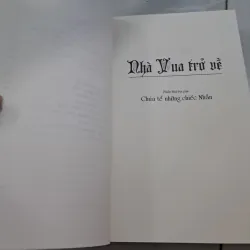 Nhà Vua trở về
Chúa tể những chiếc Nhẫn